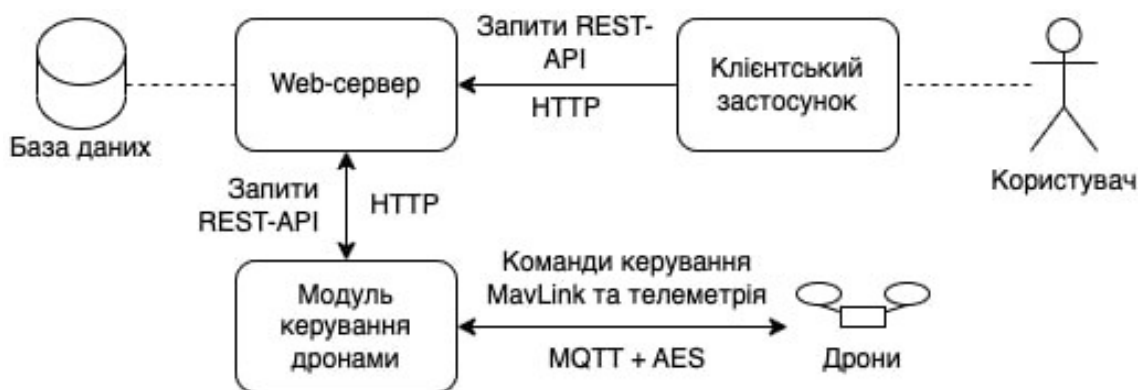 Запити REST-
API
HTTP
Web-сервер
Клієнтський
застосунок
База даних
Користувач
Запити
REST-API
HTTP
Модуль
керування
дронами
Команди керування
MavLink та телеметрія
MQTT + AES
Дрони